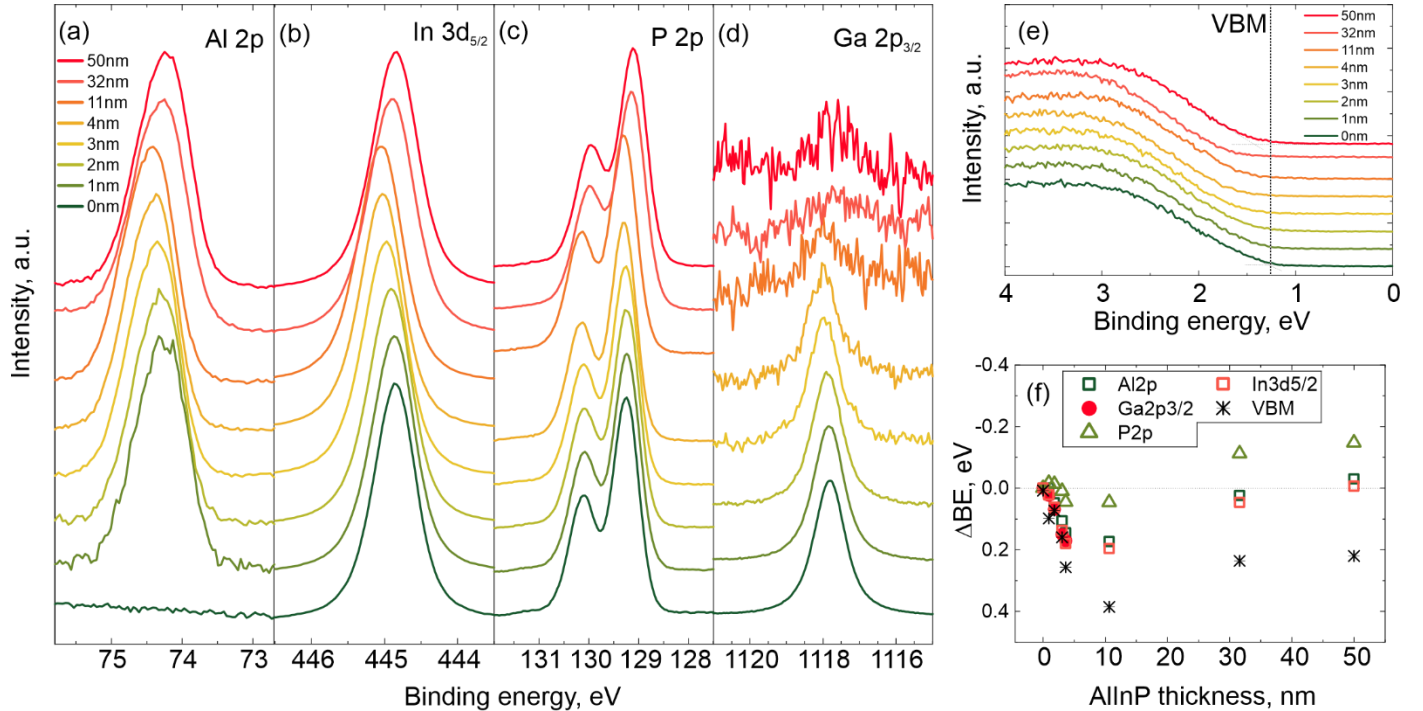 (a)
Al 2p
50nm
32nm
11nm
4nm
3nm
2nm
1nm
0nm
(b)
In 3d5/2
(c)
P 2p
(d)
Ga 2p3/2
Intensity, a.u.
75 74 73
446 445 444
131 130 129 128
1120 1118 1116
Binding energy, eV
(e)
VBM
50nm
32nm
11nm
4nm
3nm
2nm
1nm
0nm
Intensity, a.u.
4 3 2 1 0
Binding energy, eV
(f)
Al2p In3d5/2
Ga2p3/2 VBM
P2p
-0.4
-0.2
0.0
0.2
0.4
ΔBE, eV
0 10 20 30 40 50
AlInP thickness, nm